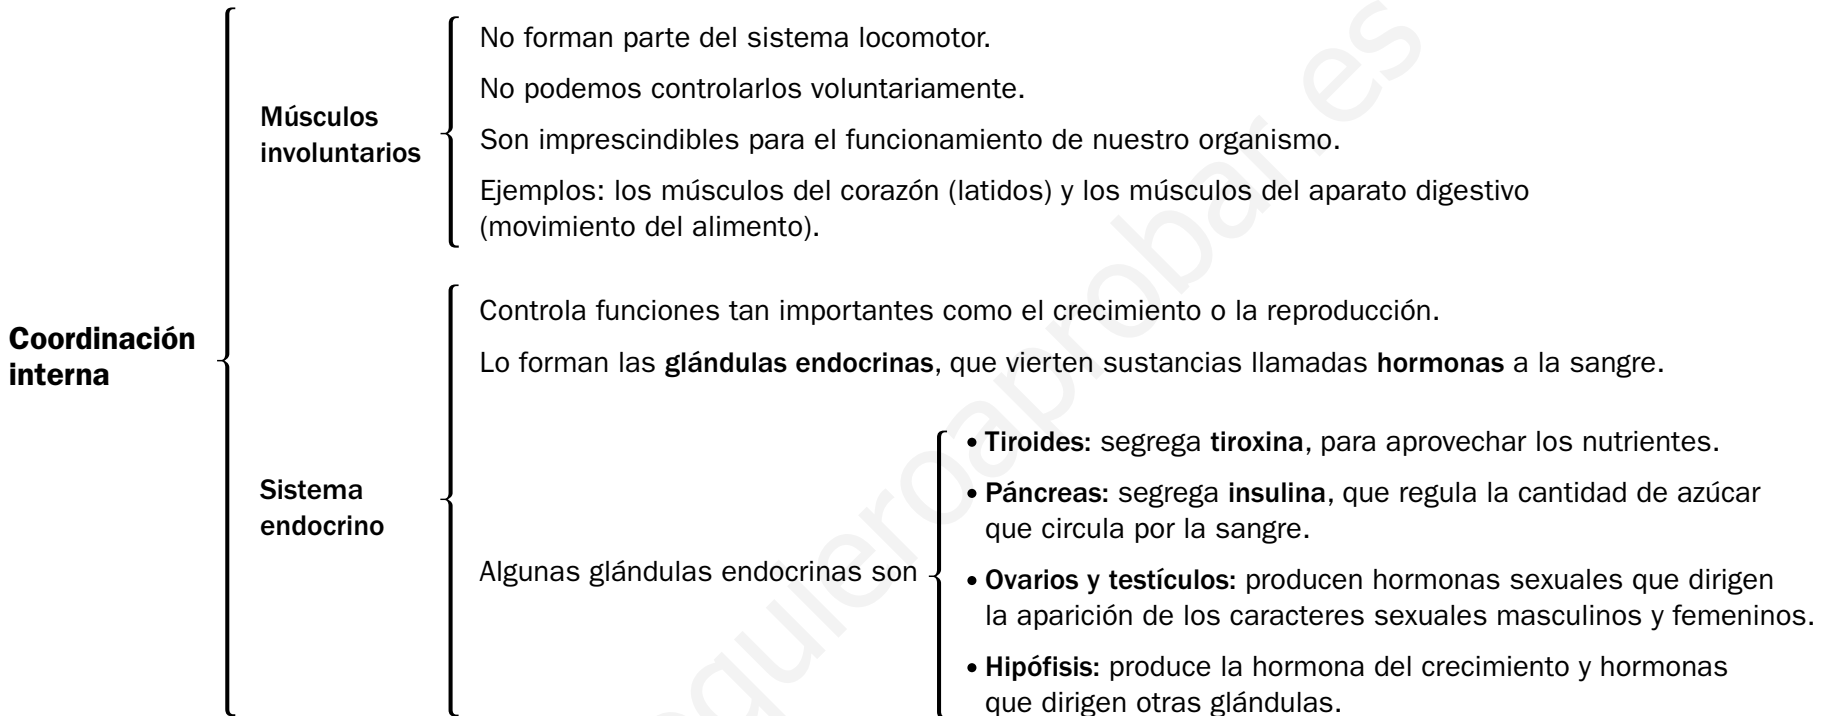 Coordinación
interna
Músculos
involuntarios
No forman parte del sistema locomotor.
No podemos controlarlos voluntariamente.
Son imprescindibles para el funcionamiento de nuestro organismo.
Ejemplos: los músculos del corazón (latidos) y los músculos del aparato digestivo
(movimiento del alimento).
Sistema
endocrino
Controla funciones tan importantes como el crecimiento o la reproducción.
Lo forman las glándulas endocrinas, que vierten sustancias llamadas hormonas a la sangre.
Algunas glándulas endocrinas son
• Tiroides: segrega tiroxina, para aprovechar los nutrientes.
• Páncreas: segrega insulina, que regula la cantidad de azúcar
que circula por la sangre.
• Ovarios y testículos: producen hormonas sexuales que dirigen
la aparición de los caracteres sexuales masculinos y femeninos.
• Hipófisis: produce la hormona del crecimiento y hormonas
que dirigen otras glándulas.
quieroaprobar.es